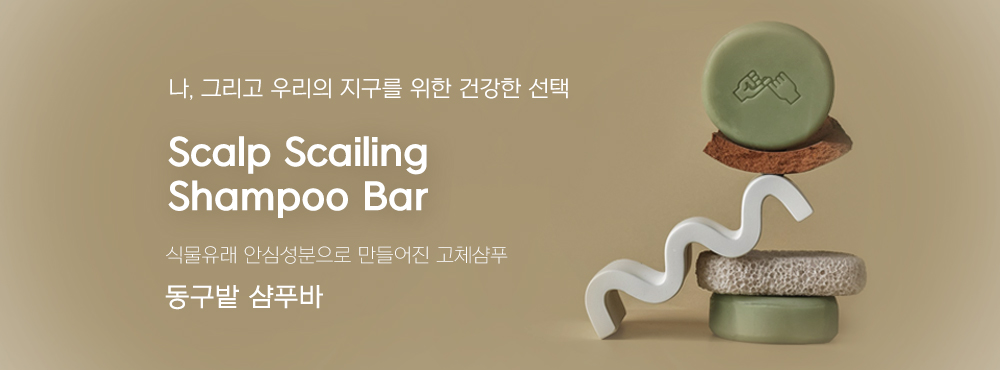 나, 그리고 우리의 지구를 위한 건강한 선택
Scalp Scailing
Shampoo Bar
식물유래 안심성분으로 만들어진 고체샴푸
동구밭 샴푸바